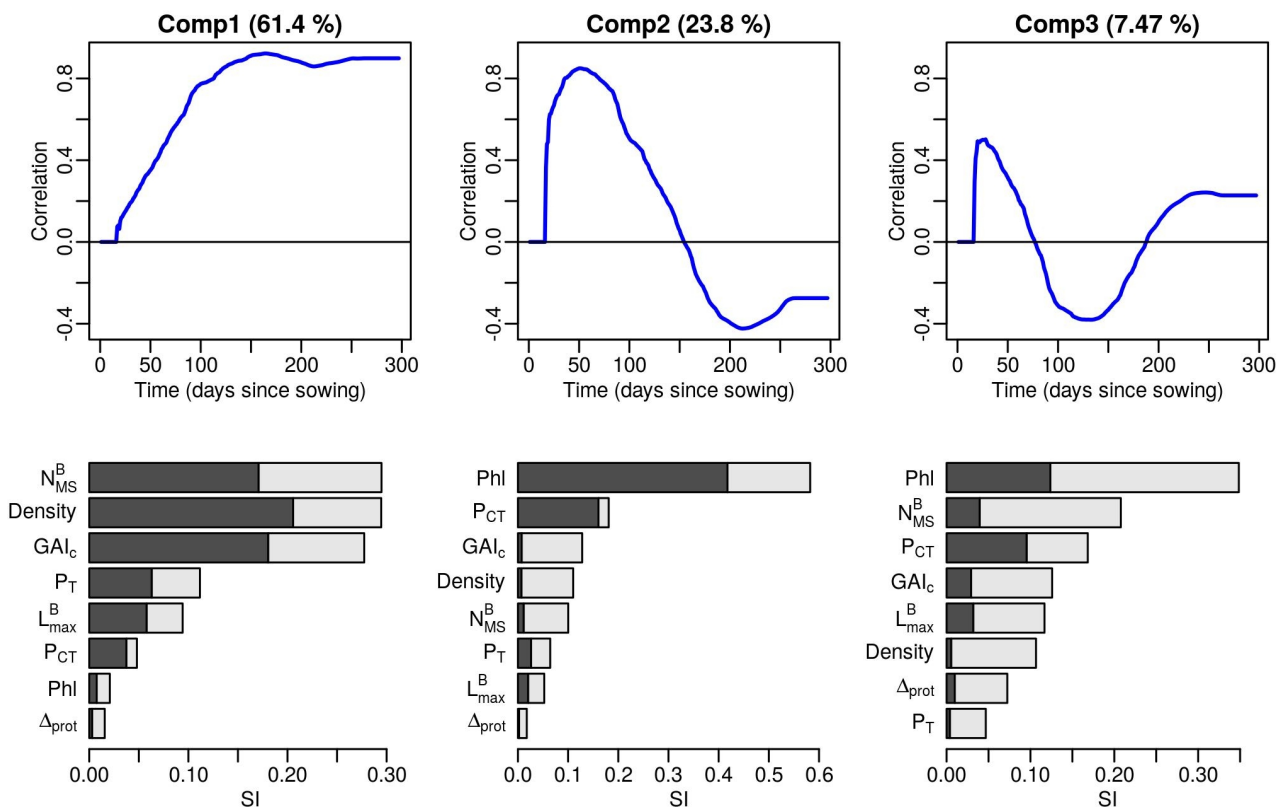 Comp1 (61.4 %)
Correlation
-0.4 0.0 0.4 0.8
0 50 100 200 300
Time (days since sowing)
Comp2 (23.8 %)
Correlation
-0.4 0.0 0.4 0.8
0 100 200 300
Time (days since sowing)
Comp3 (7.47 %)
Correlation
-0.4 0.0 0.4 0.8
0 50 100 200 300
Time (days since sowing)
N^B_MS
Density
GAI_c
P_T
L^B_max
P_CT
Phl
Δ_prot
0.00 0.10 0.20 0.30
SI
Phl
P_CT
GAI_c
Density
N^B_MS
P_T
L^B_max
Δ_prot
0.0 0.1 0.2 0.3 0.4 0.5 0.6
SI
Phl
N^B_MS
P_CT
GAI_c
L^B_max
Density
Δ_prot
P_T
0.00 0.10 0.20 0.30
SI